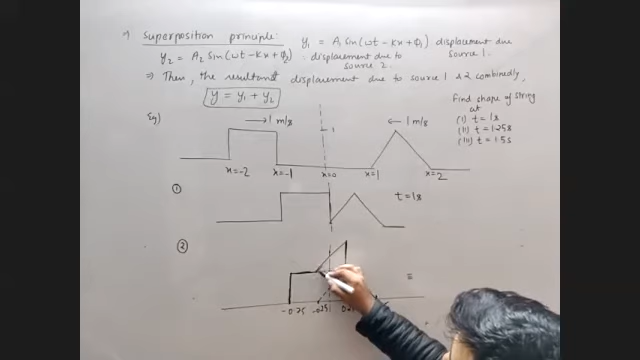 *) Superposition principle: y₁ = A₁ sin(ωt - kx + ϕ₁) displacement due source 1.
y₂ = A₂ sin(ωt - kx + ϕ₂) : displacement due to source 2.
⇒ Then, the resultant displacement due to source 1 & 2 combinedly,
y = y₁ + y₂
Find shape of string at
(i) t = 1s
(ii) t = 1.25s
(iii) t = 1.5s
Eg)
→ 1 m/s
1
← 1 m/s
x=-2
x=-1
x=0
x=1
x=2
①
t = 1s
②
≡
-0.75
-0.25